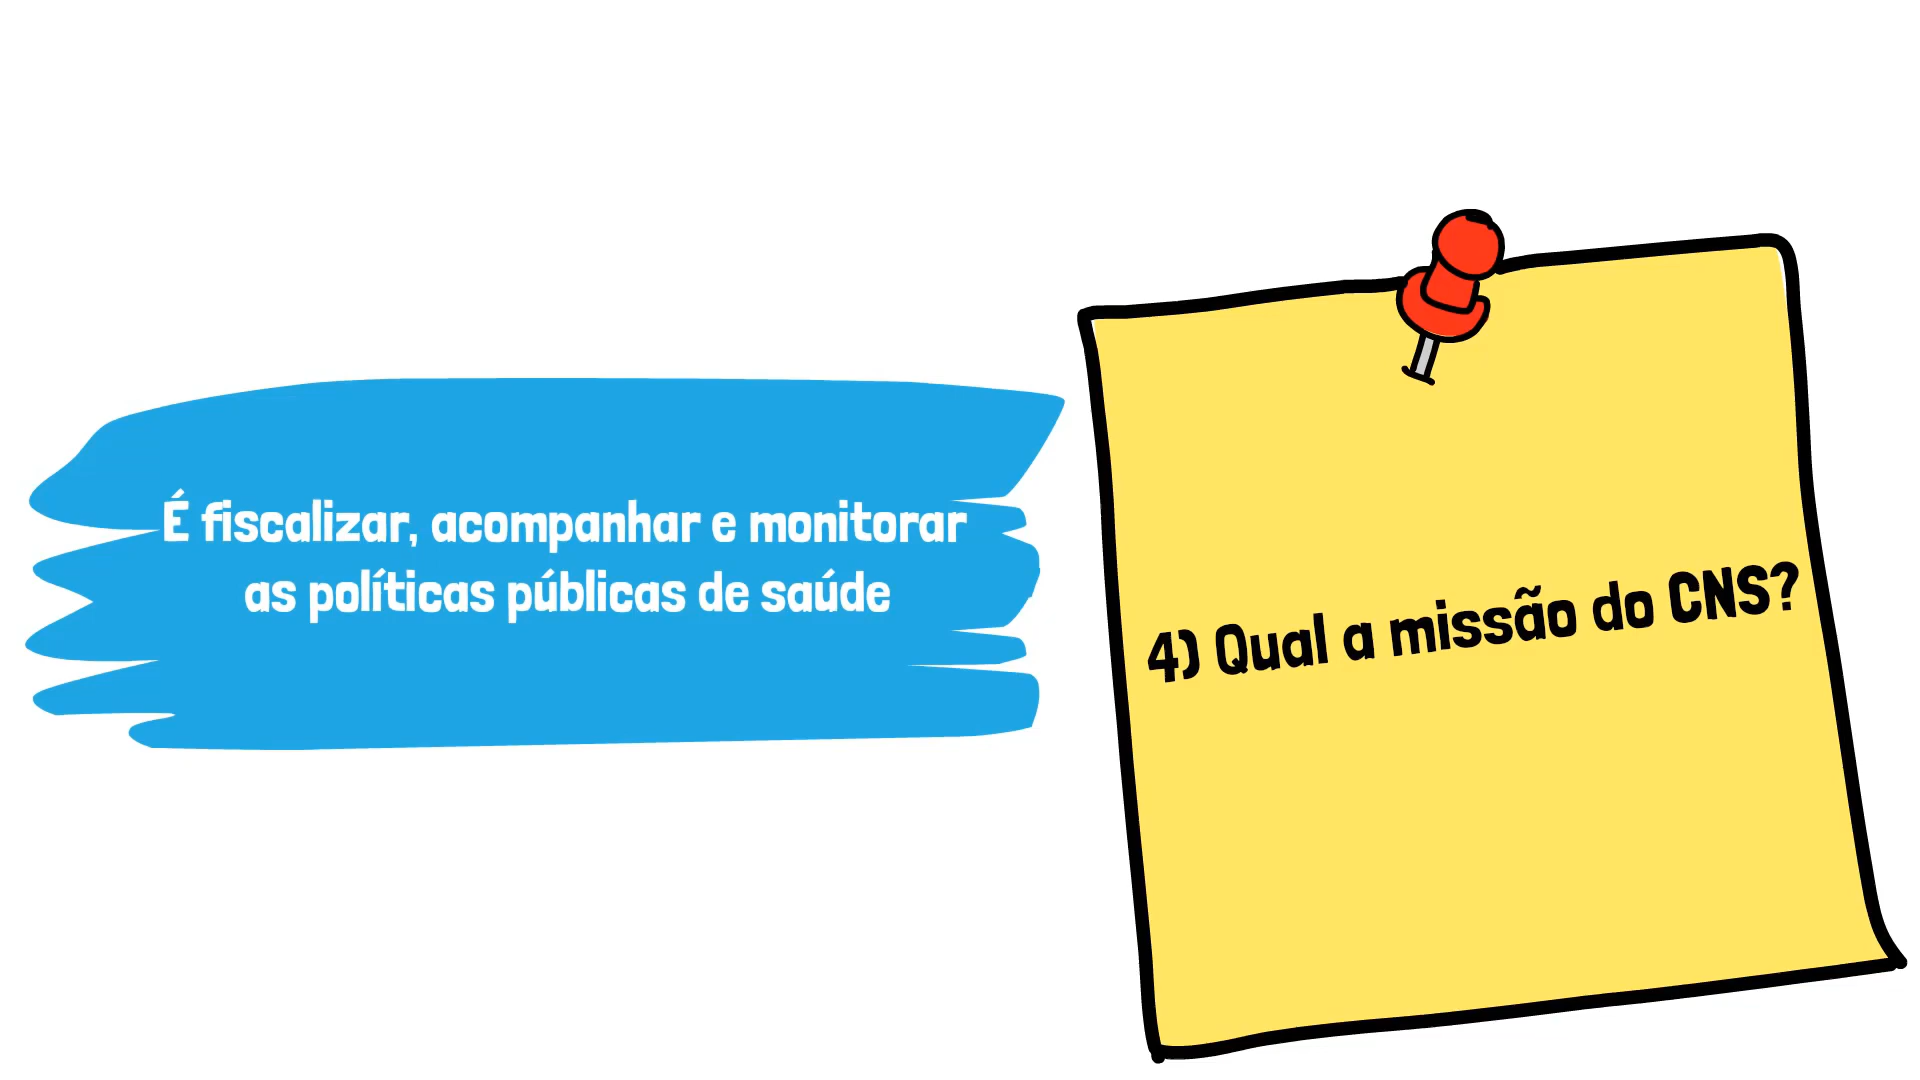 É fiscalizar, acompanhar e monitorar
as políticas públicas de saúde
4) Qual a missão do CNS?